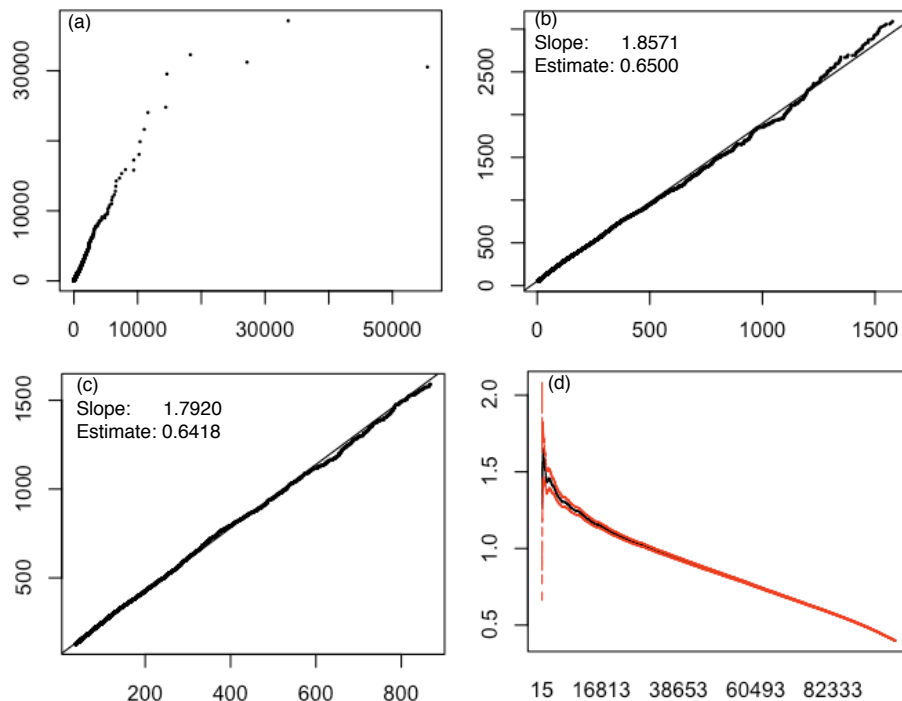 (a)
30000
10000
0
0 10000 30000 50000
(b)
Slope: 1.8571
Estimate: 0.6500
2500
1500
500
0
0 500 1000 1500
(c)
Slope: 1.7920
Estimate: 0.6418
1500
1000
500
200 400 600 800
(d)
2.0
1.5
1.0
0.5
15 16813 38653 60493 82333